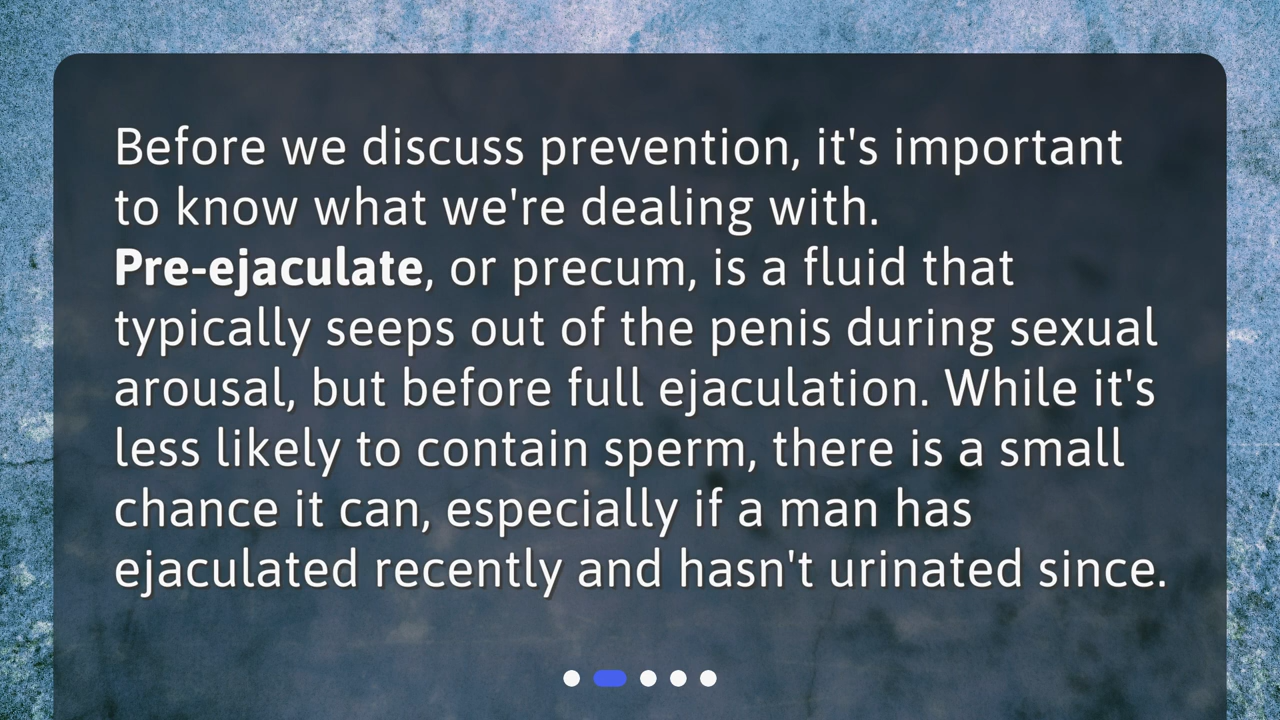 Before we discuss prevention, it's important
to know what we're dealing with.
Pre-ejaculate, or precum, is a fluid that
typically seeps out of the penis during sexual
arousal, but before full ejaculation. While it's
less likely to contain sperm, there is a small
chance it can, especially if a man has
ejaculated recently and hasn't urinated since.